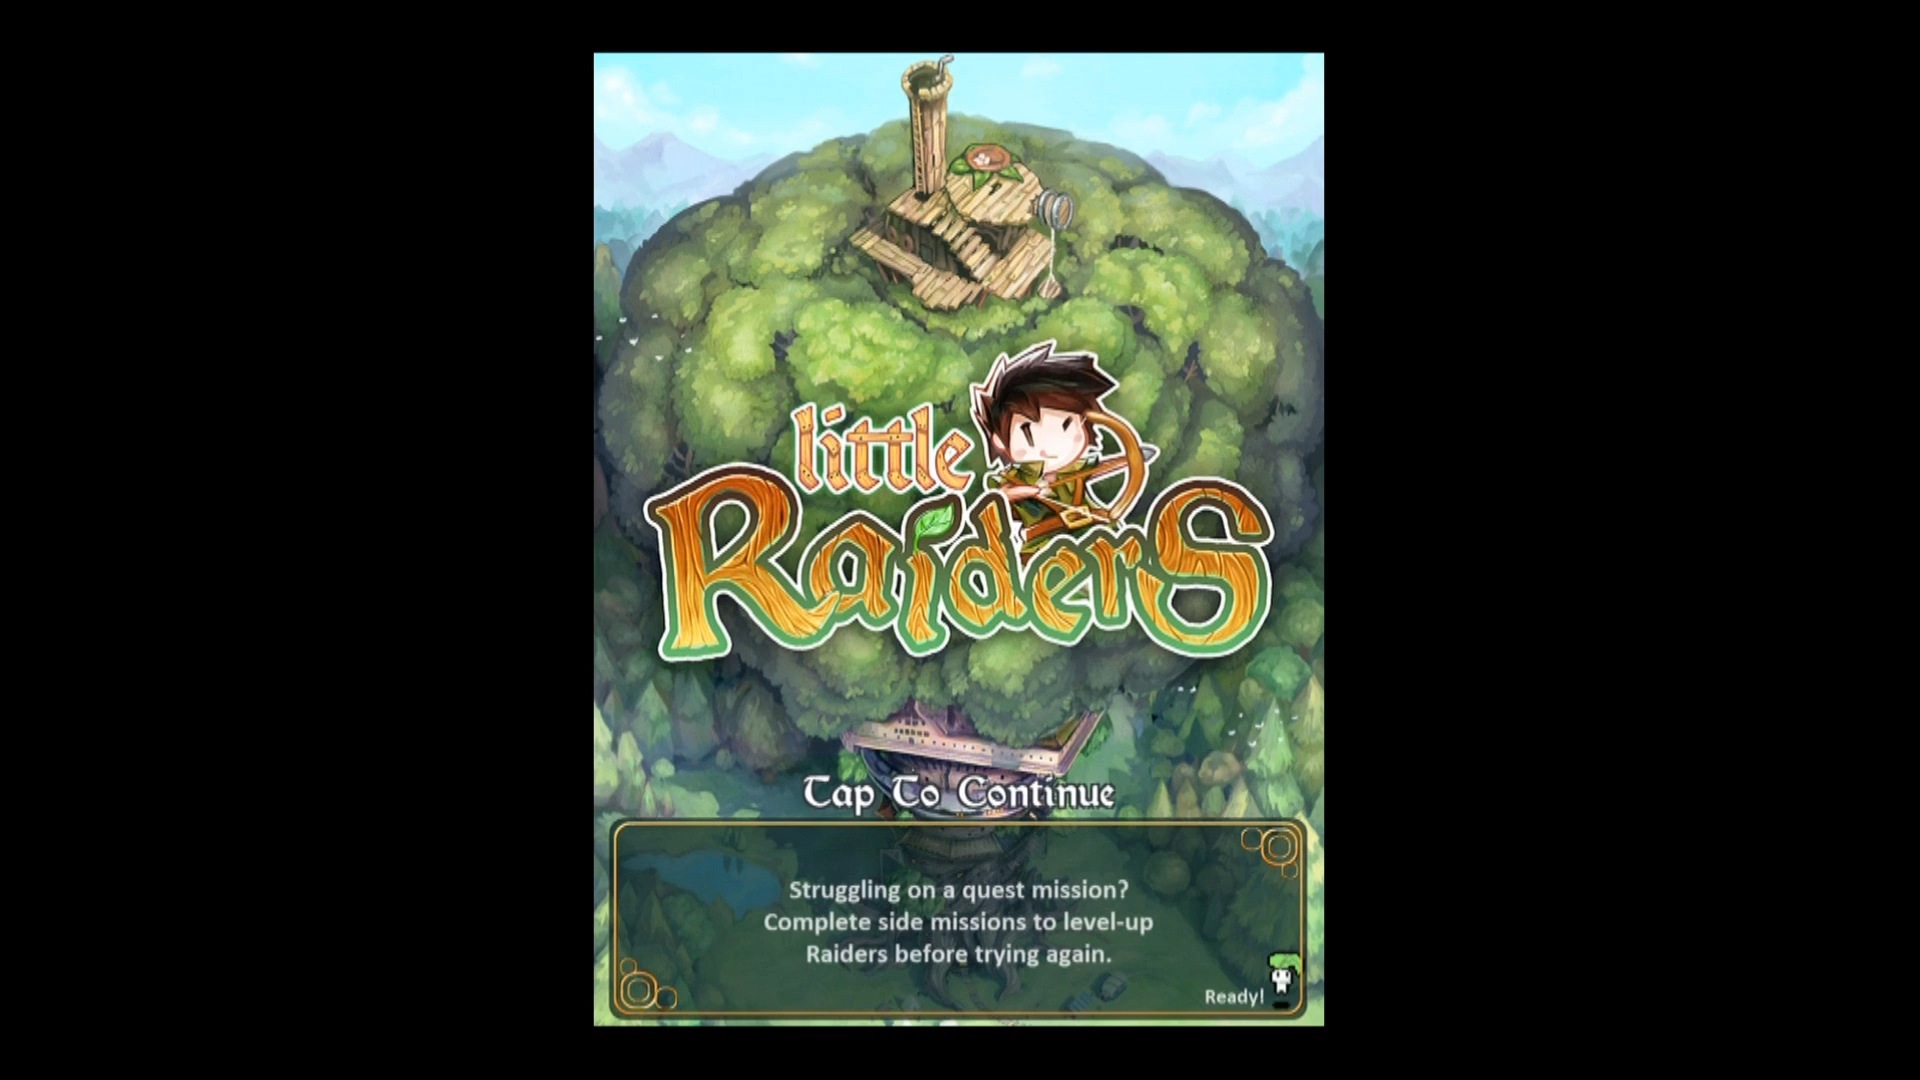 little
Raiders
Tap To Continue
Struggling on a quest mission?
Complete side missions to level-up
Raiders before trying again.
Ready!